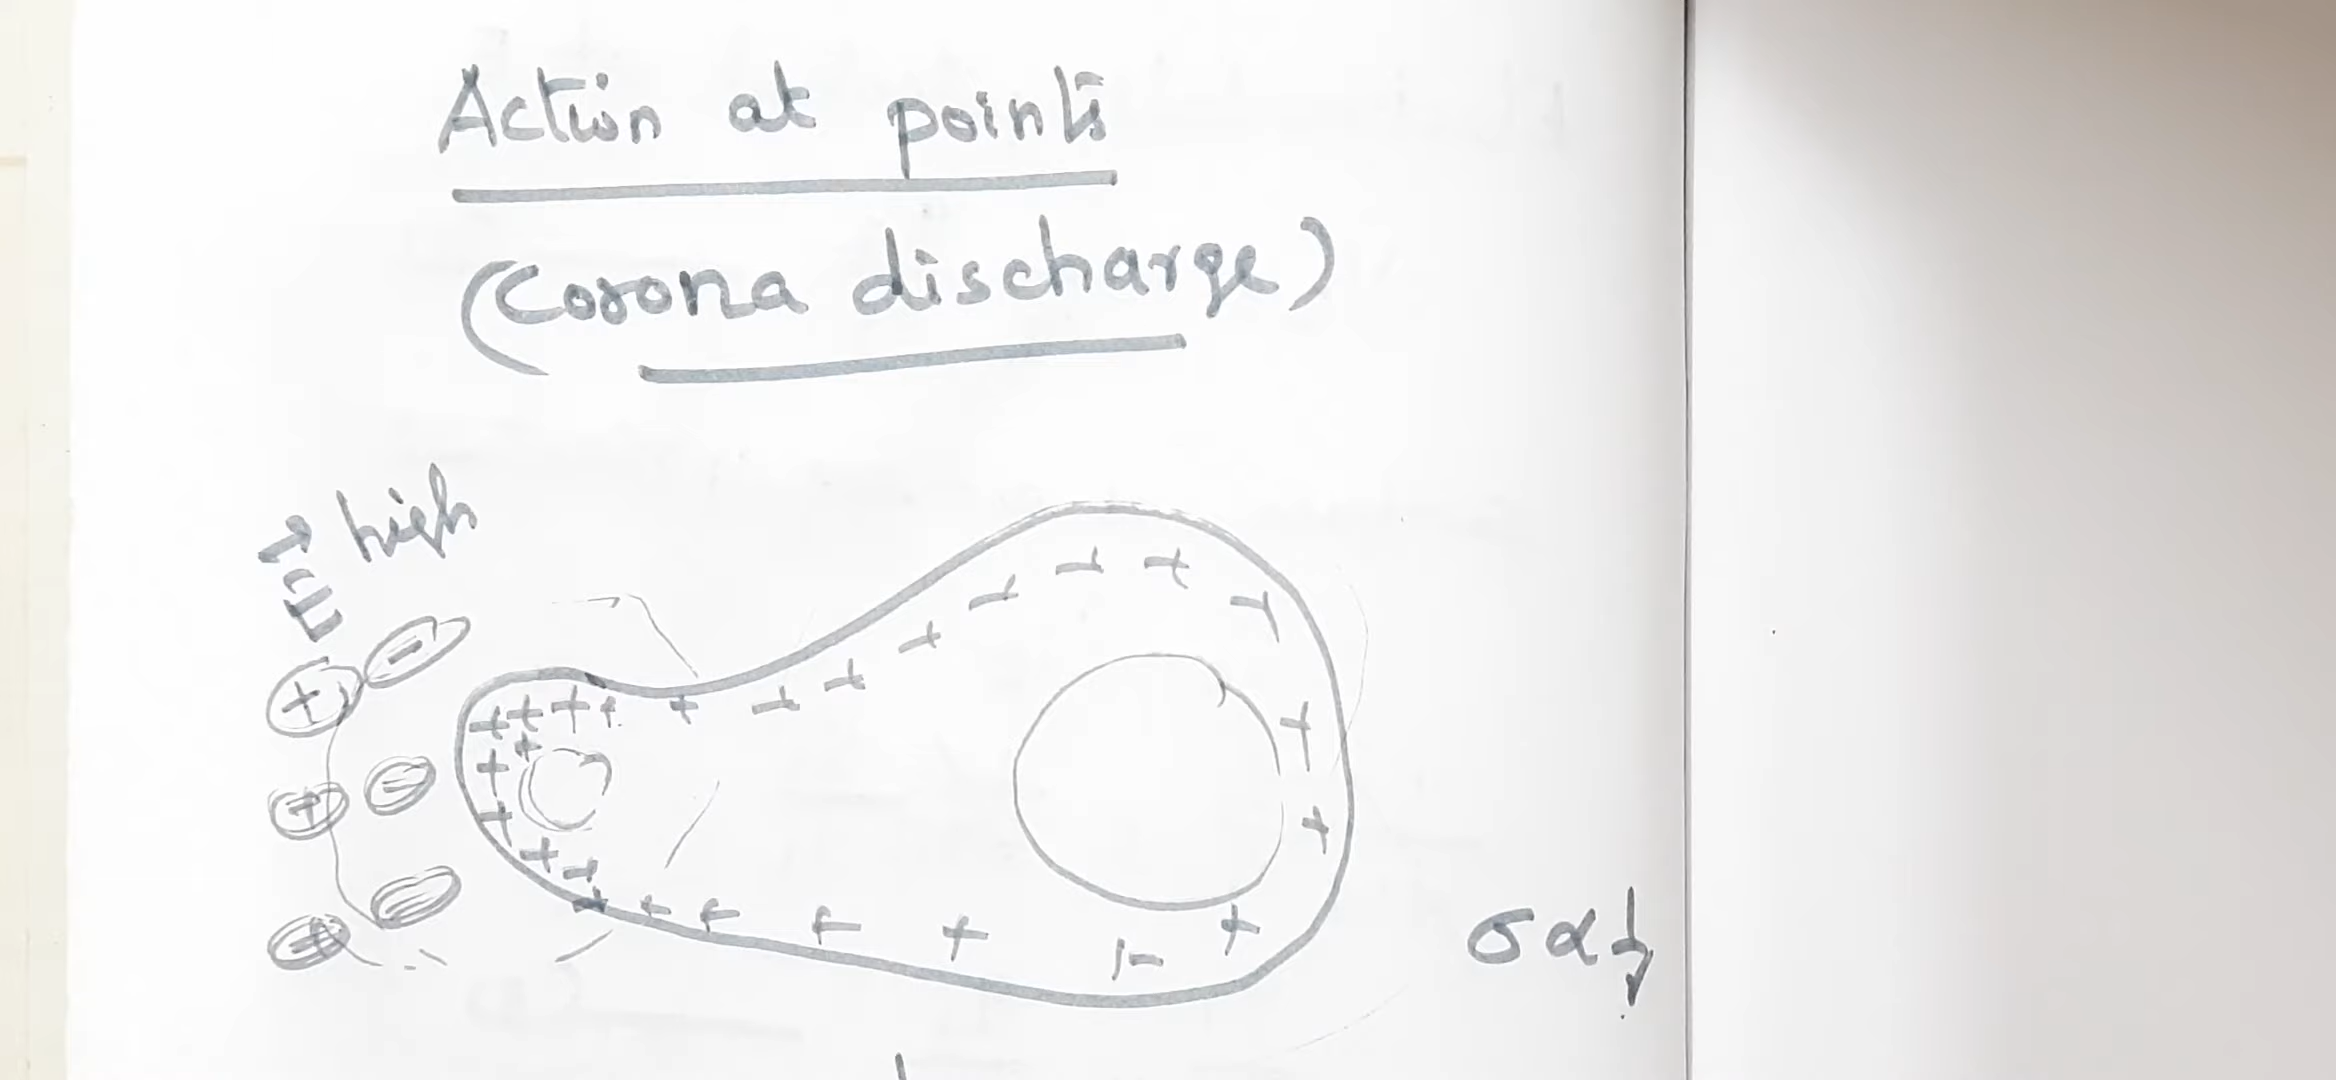 Action at points
(Corona discharge)
E⃗ high
σ α 1/r